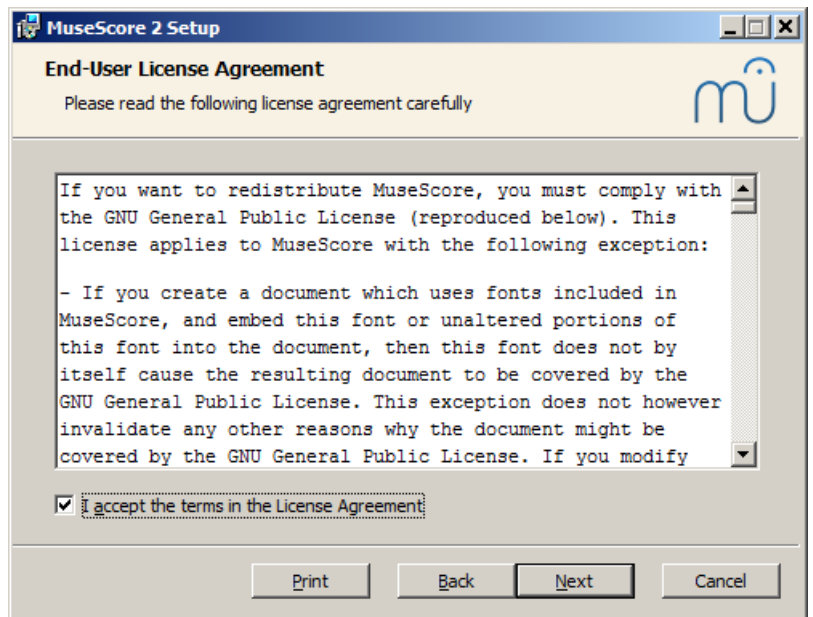 MuseScore 2 Setup
End-User License Agreement
Please read the following license agreement carefully
If you want to redistribute MuseScore, you must comply with
the GNU General Public License (reproduced below). This
license applies to MuseScore with the following exception:
- If you create a document which uses fonts included in
MuseScore, and embed this font or unaltered portions of
this font into the document, then this font does not by
itself cause the resulting document to be covered by the
GNU General Public License. This exception does not however
invalidate any other reasons why the document might be
covered by the GNU General Public License. If you modify
I accept the terms in the License Agreement
Print Back Next Cancel